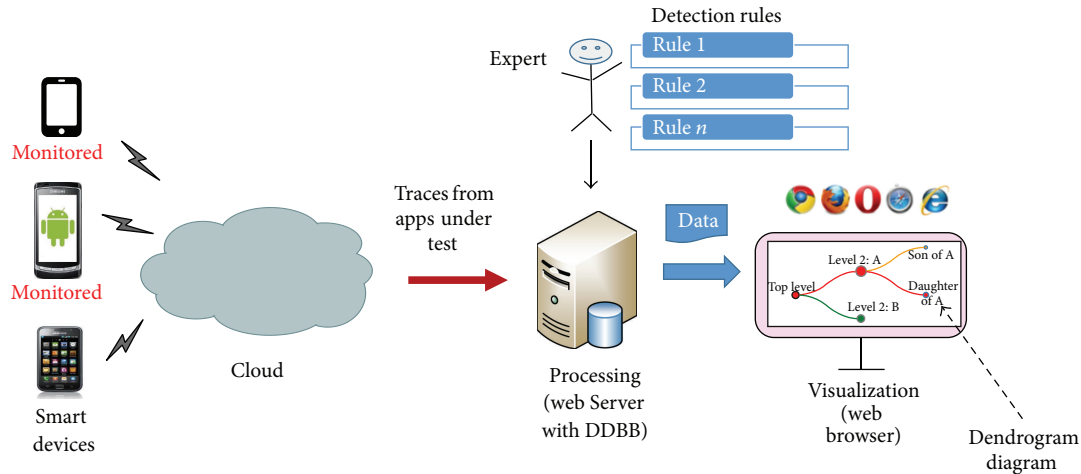 Detection rules
Expert
Rule 1
Rule 2
Rule n
Monitored
Monitored
Smart
devices
Cloud
Traces from
apps under
test
Processing
(web Server
with DDBB)
Data
Top level
Level 2: A
Level 2: B
Son of A
Daughter
of A
Visualization
(web
browser)
Dendrogram
diagram